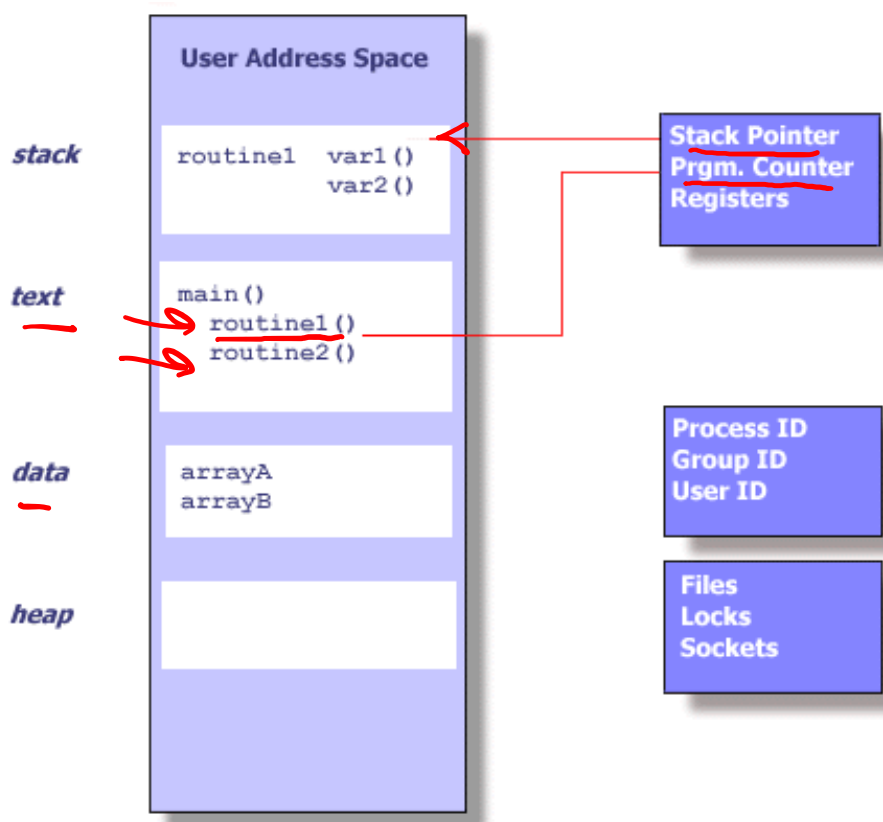 User Address Space
stack
routine1 var1()
var2()
text
main()
routine1()
routine2()
data
arrayA
arrayB
heap
Stack Pointer
Prgm. Counter
Registers
Process ID
Group ID
User ID
Files
Locks
Sockets